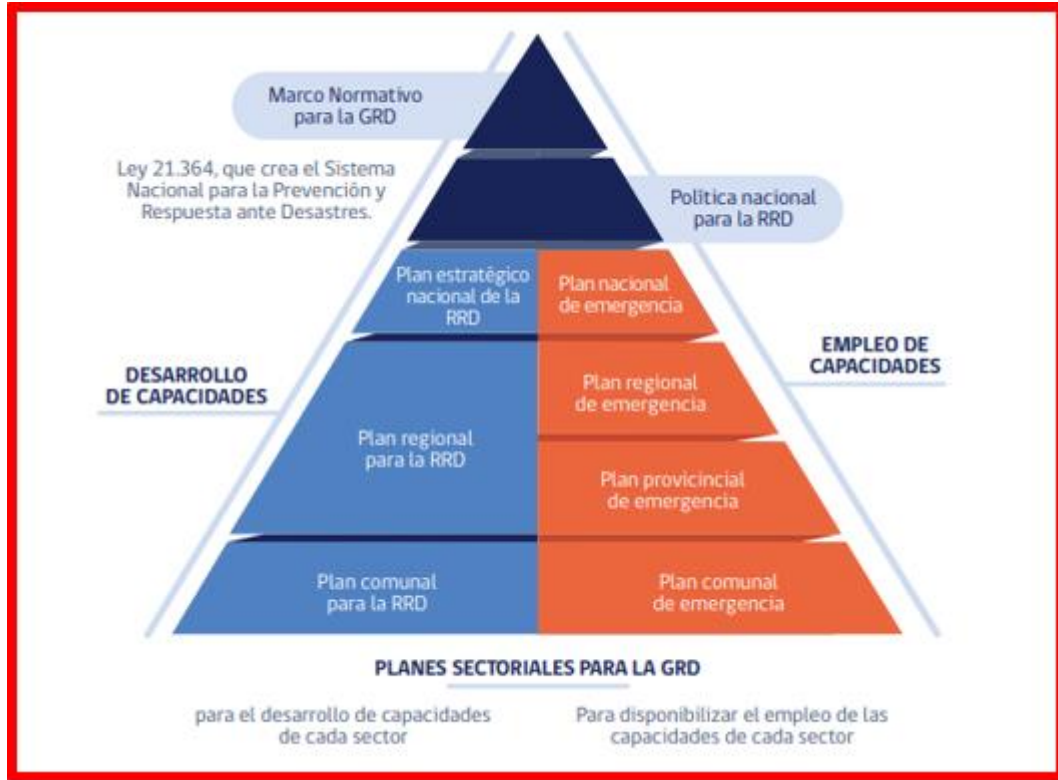 Marco Normativo
para la GRD
Ley 21.364, que crea el Sistema
Nacional para la Prevención y
Respuesta ante Desastres.
Política nacional
para la RRD
Plan estratégico
nacional de la
RRD
Plan nacional
de emergencia
DESARROLLO
DE CAPACIDADES
EMPLEO DE
CAPACIDADES
Plan regional
para la RRD
Plan regional
de emergencia
Plan provicincial
de emergencia
Plan comunal
para la RRD
Plan comunal
de emergencia
PLANES SECTORIALES PARA LA GRD
para el desarrollo de capacidades
de cada sector
Para disponibilizar el empleo de las
capacidades de cada sector